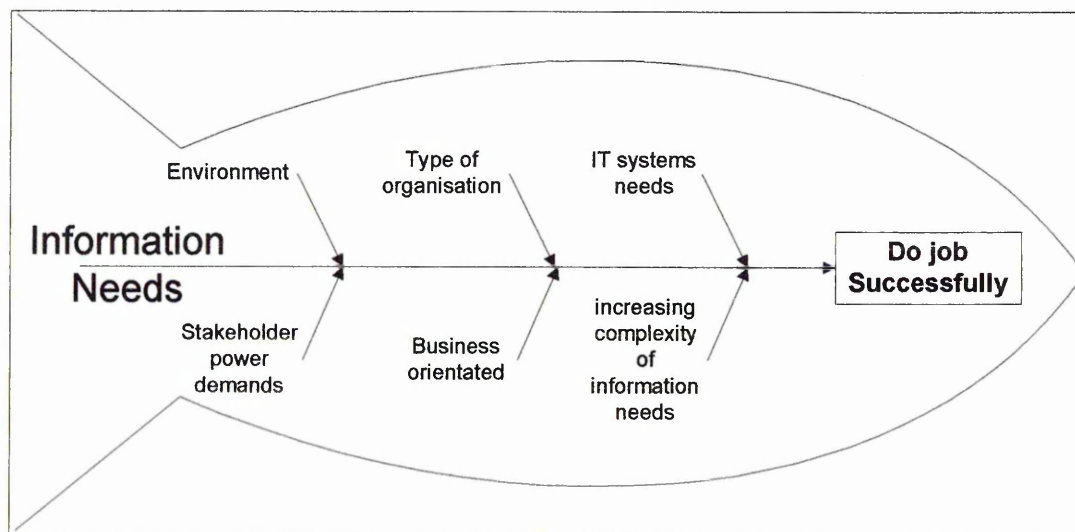 Environment
Type of
organisation
IT systems
needs
Information
Needs
Do job
Successfully
Stakeholder
power
demands
Business
orientated
increasing
complexity
of
information
needs